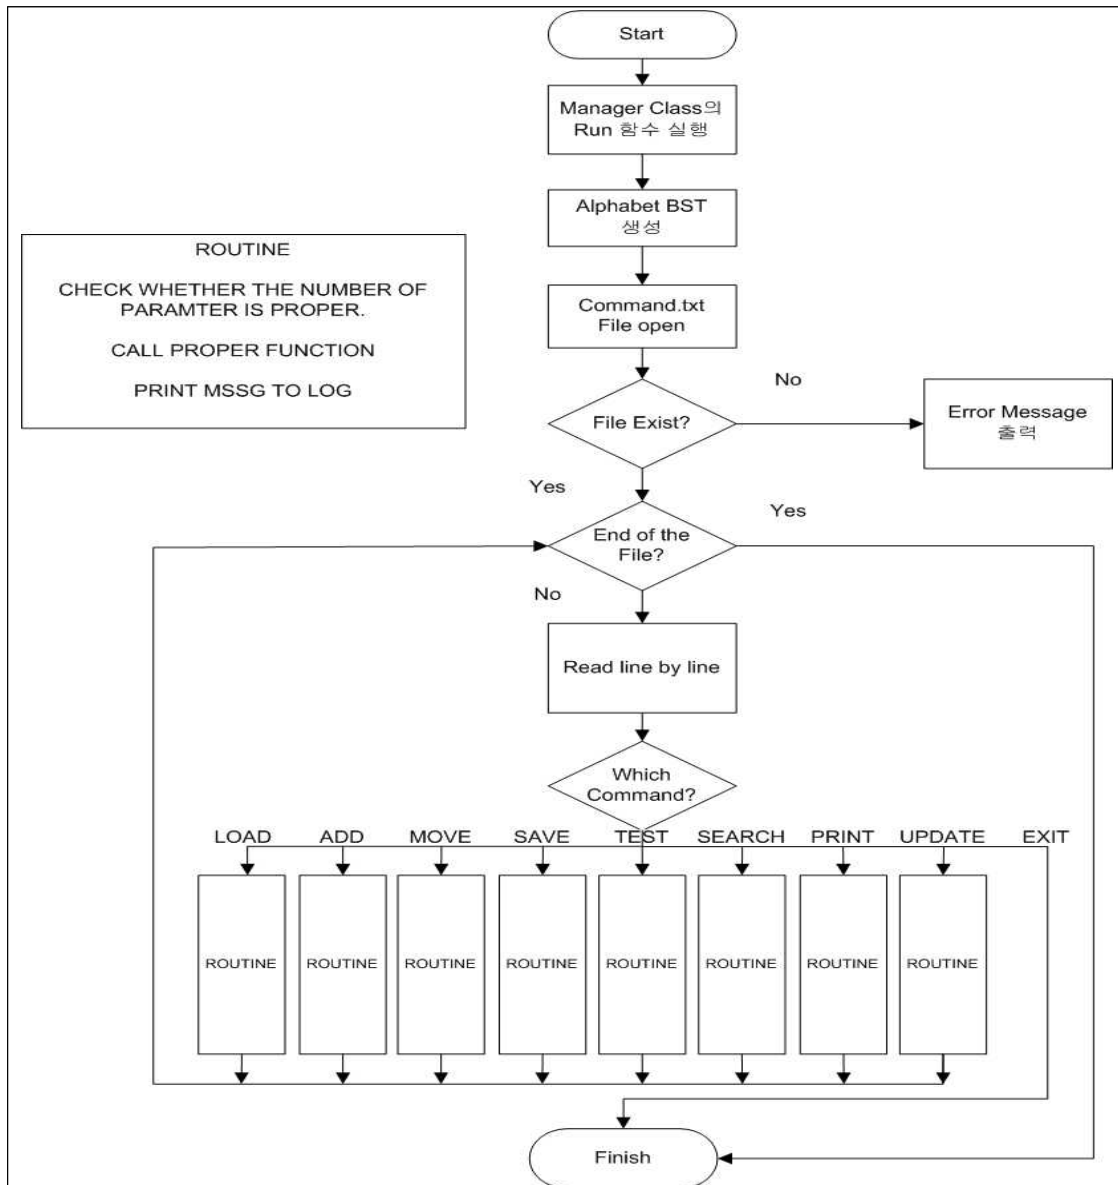 Start
Manager Class의
Run 함수 실행
Alphabet BST
생성
ROUTINE
CHECK WHETHER THE NUMBER OF
PARAMTER IS PROPER.
CALL PROPER FUNCTION
PRINT MSSG TO LOG
Command.txt
File open
File Exist?
No
Error Message
출력
Yes
End of the
File?
Yes
No
Read line by line
Which
Command?
LOAD ADD MOVE SAVE TEST SEARCH PRINT UPDATE EXIT
ROUTINE ROUTINE ROUTINE ROUTINE ROUTINE ROUTINE ROUTINE ROUTINE
Finish